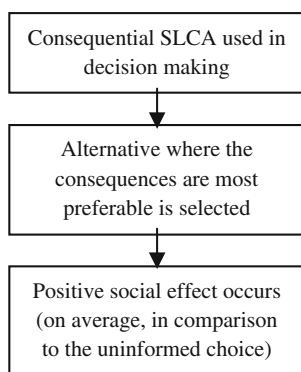 Consequential SLCA used in
decision making
Alternative where the
consequences are most
preferable is selected
Positive social effect occurs
(on average, in comparison
to the uninformed choice)